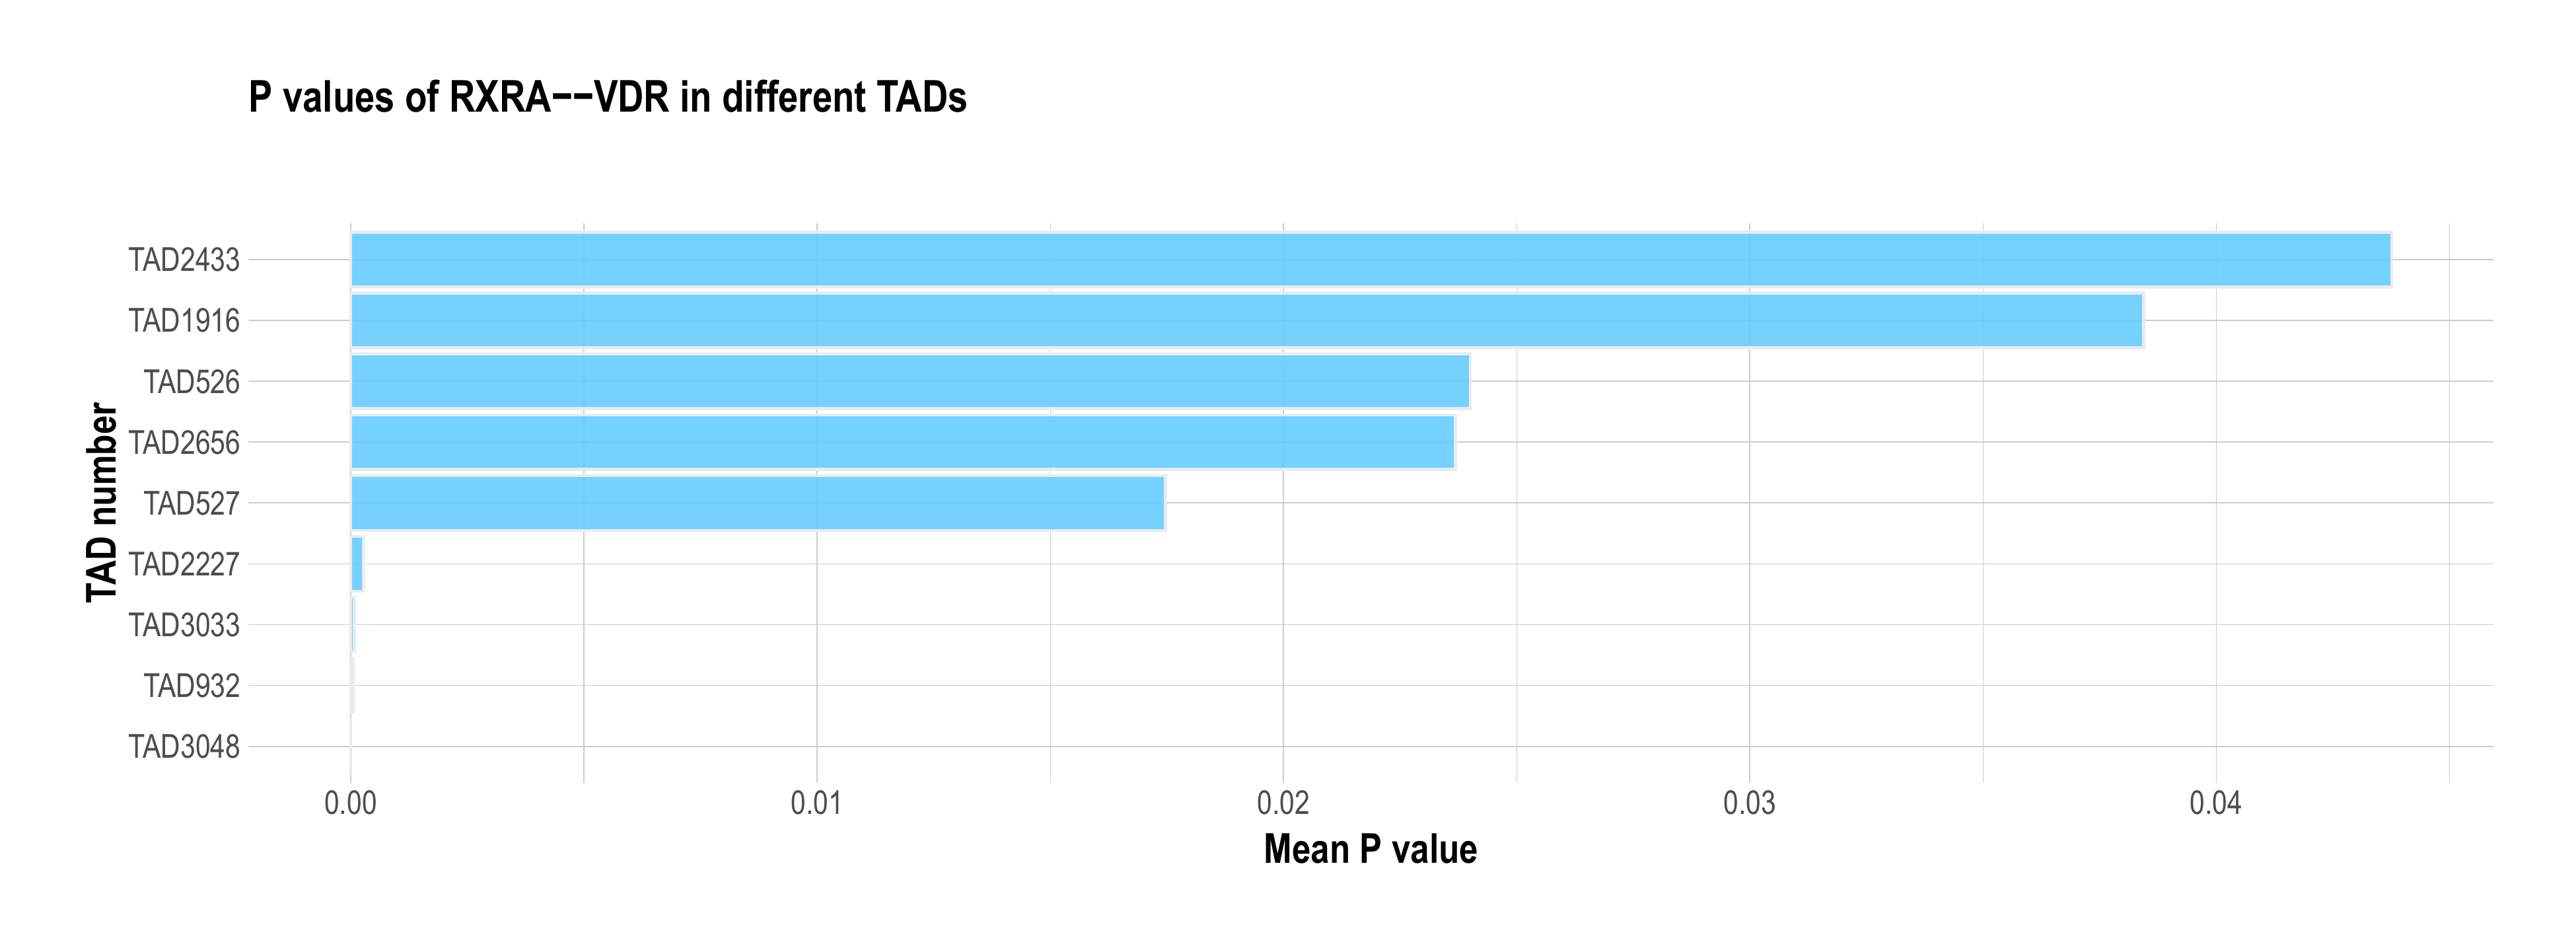 P values of RXRA−−VDR in different TADs
TAD number
TAD2433
TAD1916
TAD526
TAD2656
TAD527
TAD2227
TAD3033
TAD932
TAD3048
0.00 0.01 0.02 0.03 0.04
Mean P value